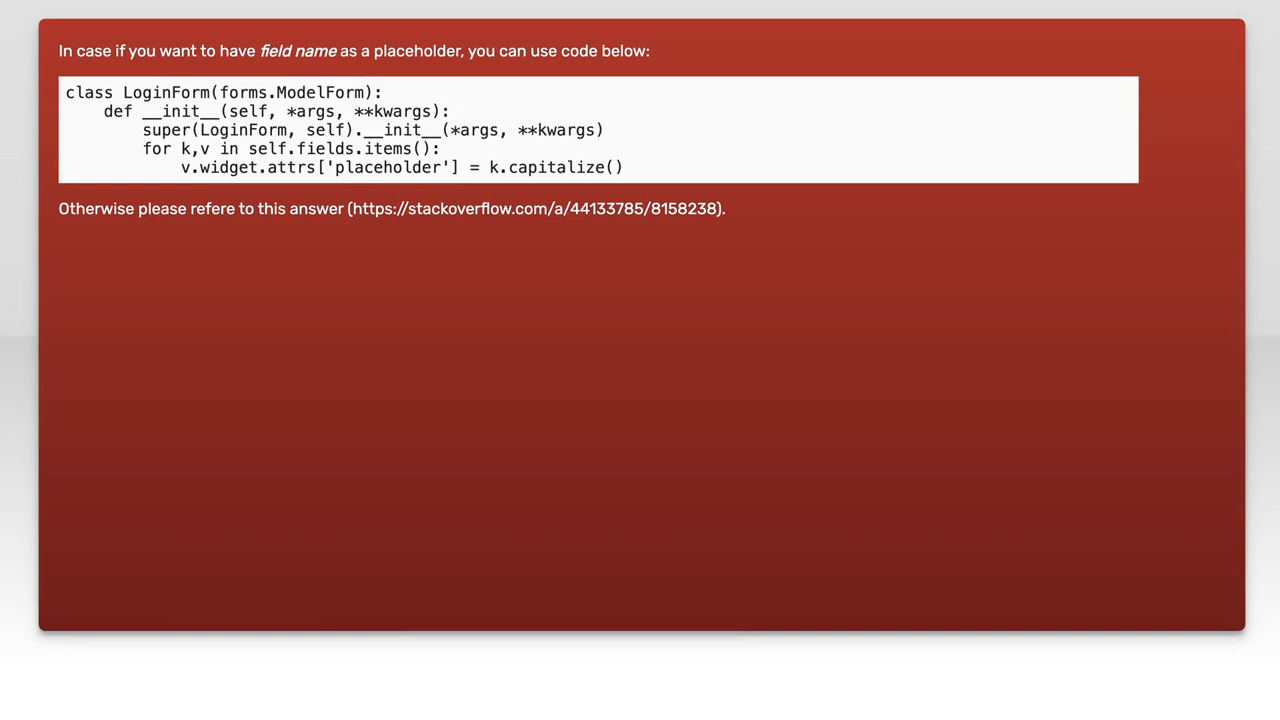 In case if you want to have field name as a placeholder, you can use code below:
class LoginForm(forms.ModelForm):
    def __init__(self, *args, **kwargs):
        super(LoginForm, self).__init__(*args, **kwargs)
        for k,v in self.fields.items():
            v.widget.attrs['placeholder'] = k.capitalize()
Otherwise please refere to this answer (https://stackoverflow.com/a/44133785/8158238).